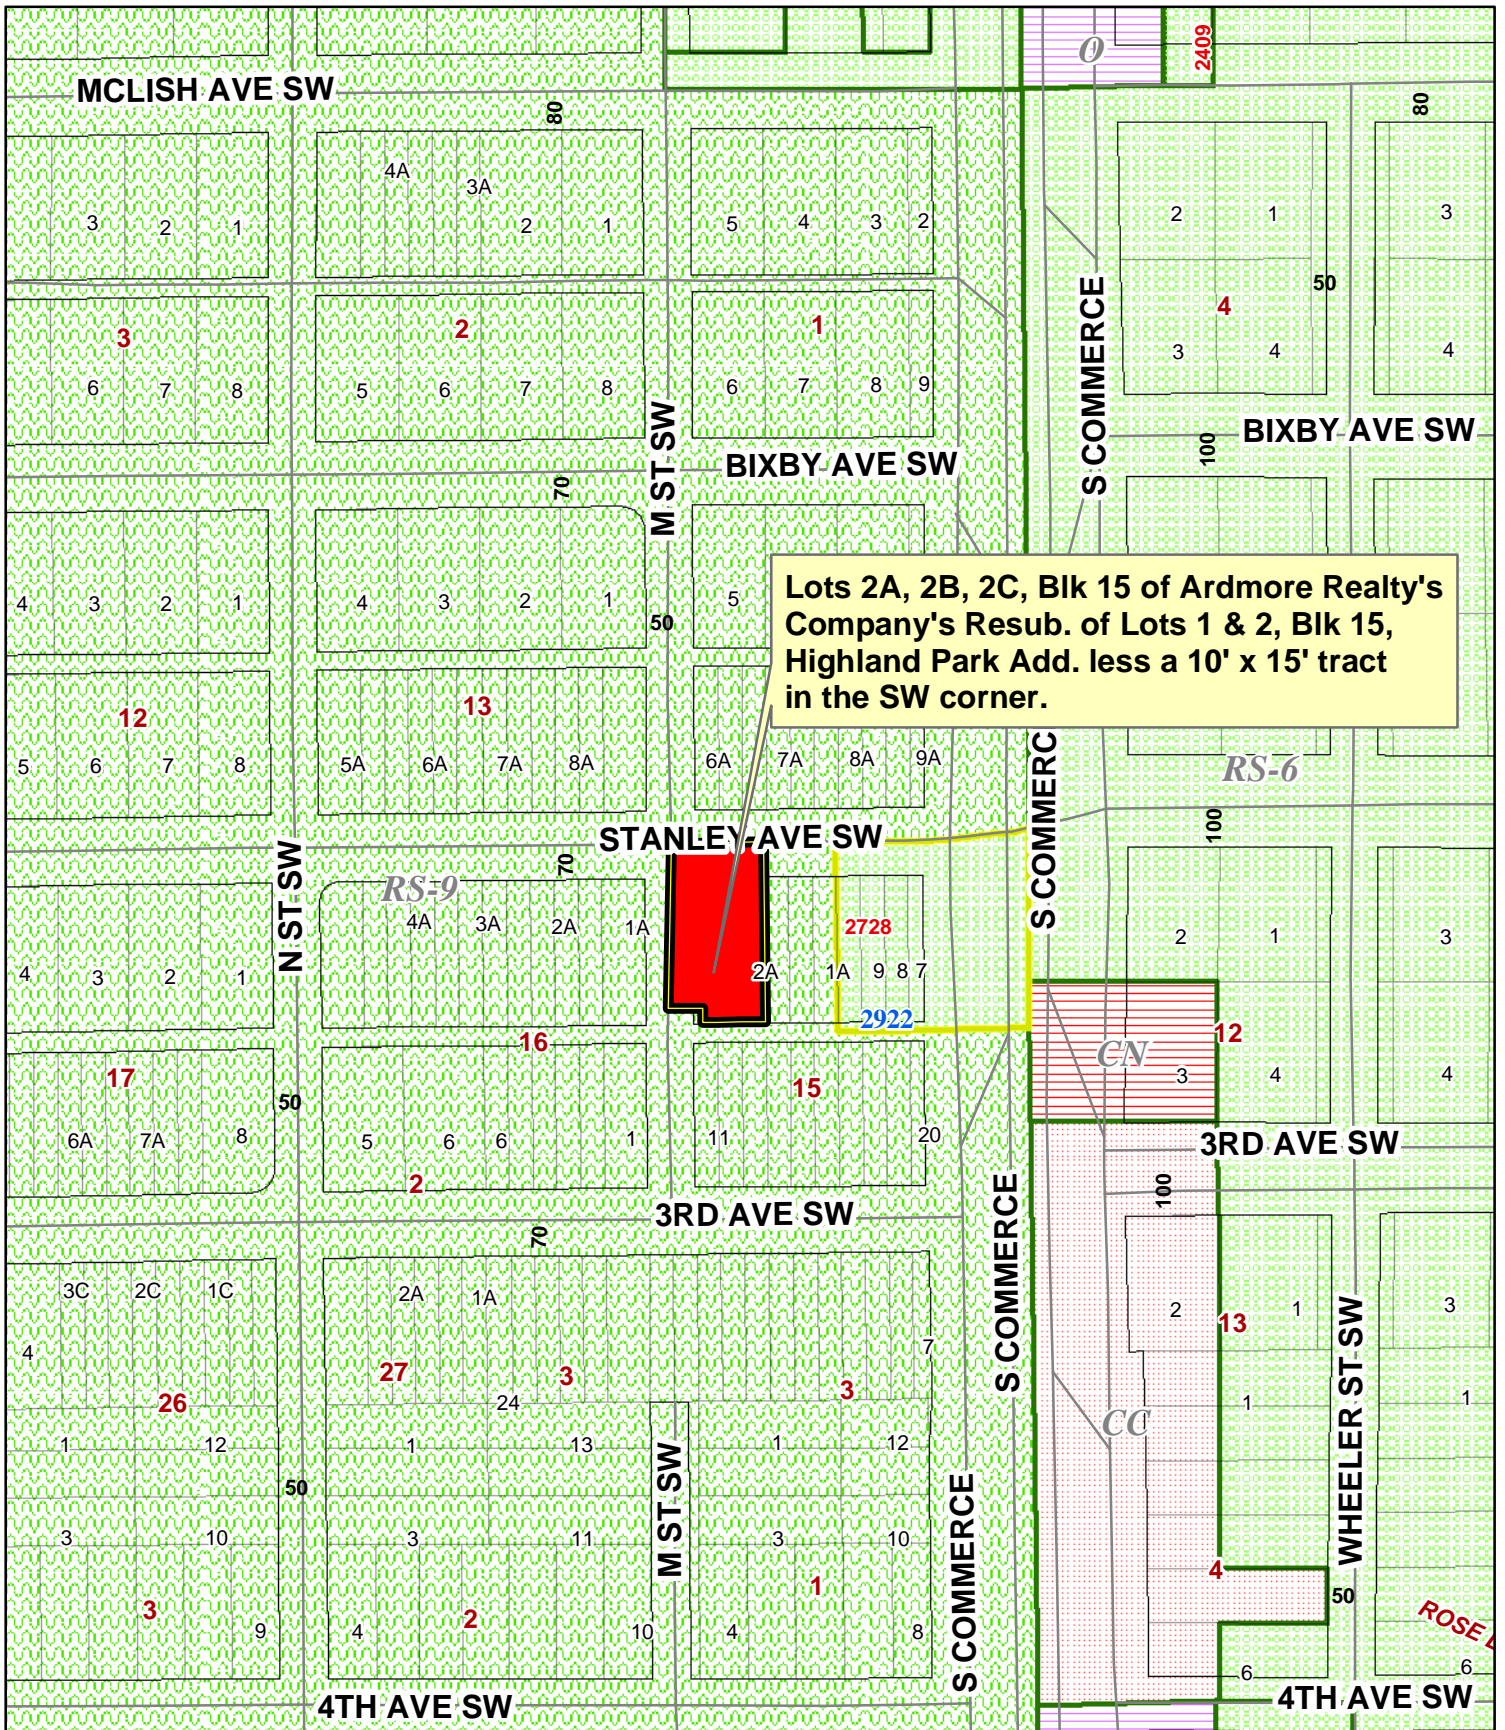 O
2409
MCLISH AVE SW
80
80
4A
3A
3 2 1
2 1
5 4 3 2
2 1
3
50
3
2
1
4
3 4
4
6 7 8
5 6 7 8
6 7 8 9
S COMMERCE
M ST SW
BIXBY AVE SW
BIXBY AVE SW
100
70
4 3 2 1
4 3 2 1
50
5
Lots 2A, 2B, 2C, Blk 15 of Ardmore Realty's
Company's Resub. of Lots 1 & 2, Blk 15,
Highland Park Add. less a 10' x 15' tract
in the SW corner.
12
13
5 6 7 8
5A 6A 7A 8A
6A 7A 8A 9A
S COMMERC
RS-6
100
STANLEY AVE SW
70
N ST SW
RS-9
4A 3A 2A 1A
2728
2 1
3
4 3 2 1
2A 1A 9 8 7
2922
16
12
CN
17
15
3 4
4
50
6A 7A 8
5 6 6 1
11 20
3RD AVE SW
2
100
S COMMERCE
3RD AVE SW
70
3C 2C 1C
2A 1A
2 1
3
13
4
7
WHEELER ST SW
27 3
3
26
24
1
1
CC
1 12
1 13
1 12
M ST SW
50
S COMMERCE
3 10
3 11
3 10
4
1
50
3
2
ROSE
9
4 10
4 8
6
6
4TH AVE SW
4TH AVE SW